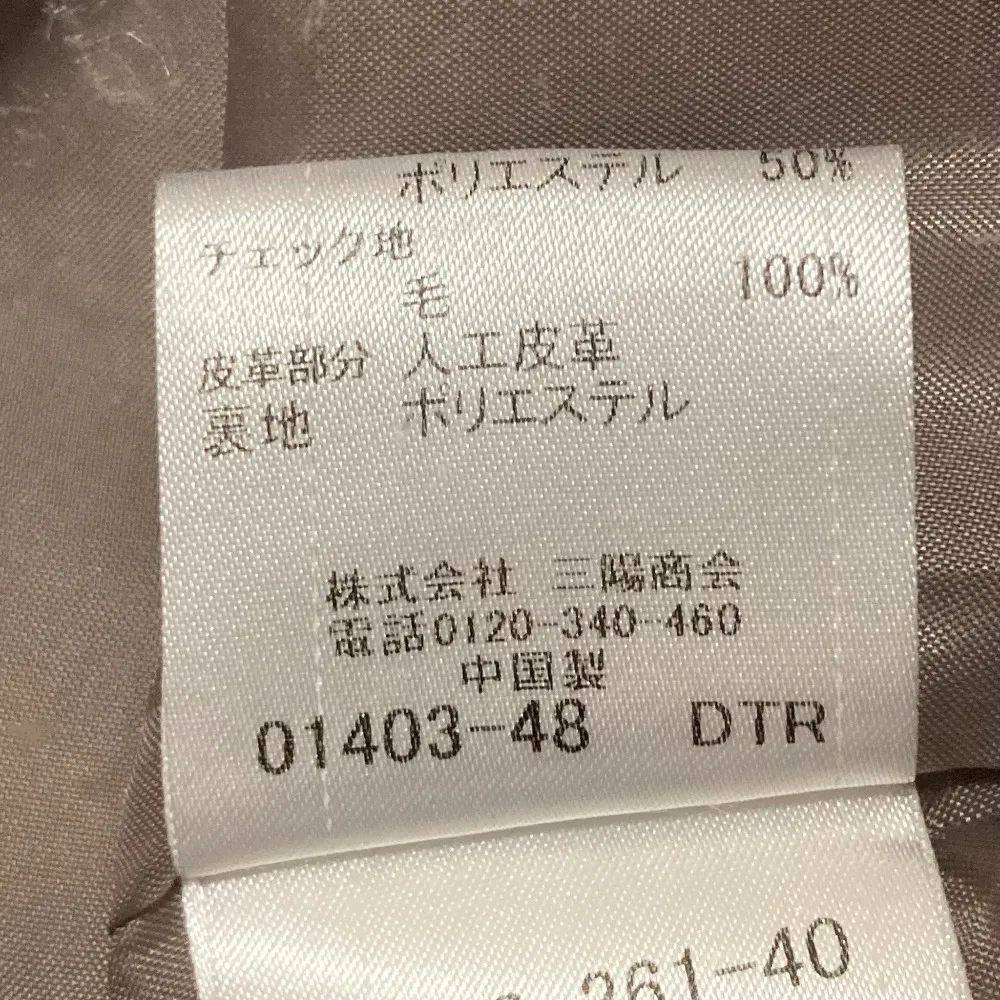 ポリエステル 50%
チェック地
毛 100%
皮革部分 人工皮革
裏地 ポリエステル
株式会社 三陽商会
電話0120-340-460
中国製
01403-48 DTR
261-40